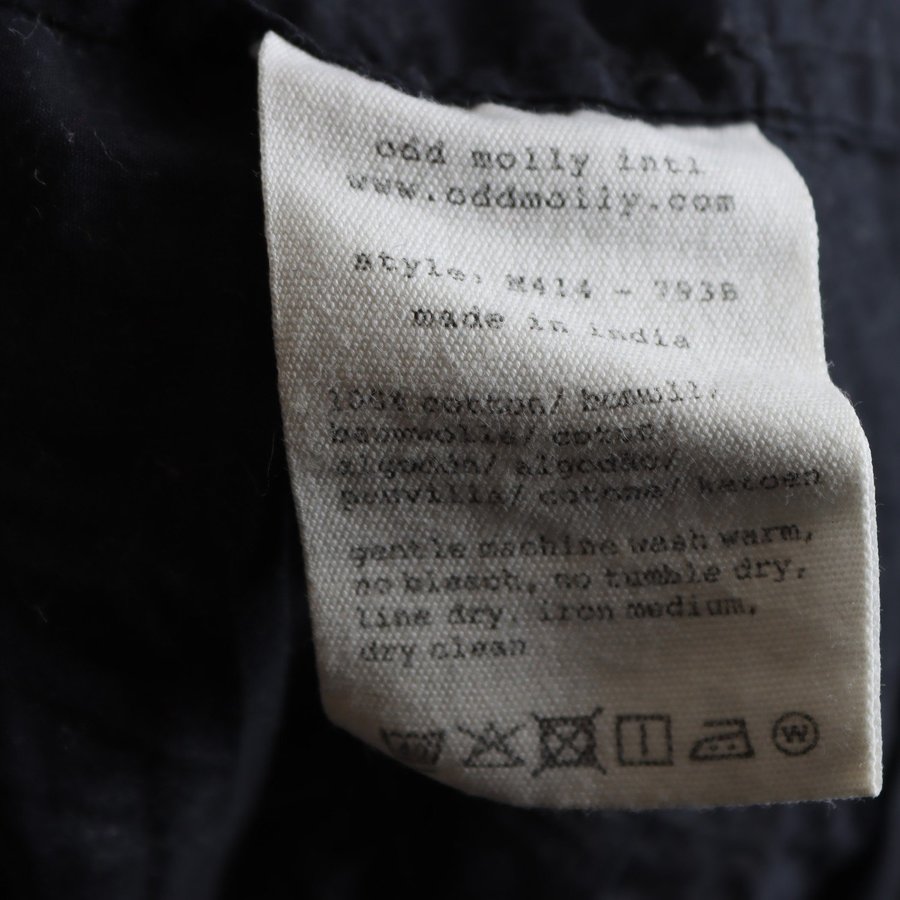 odd molly intl
www.oddmolly.com
style: M414 - 793B
made in india
100% cotton/ bomull/
baumwolle/ coton/
algodón/ algodão/
puuvilla/ cotone/ katoen
gentle machine wash warm,
no bleach, no tumble dry,
line dry, iron medium,
dry clean
W